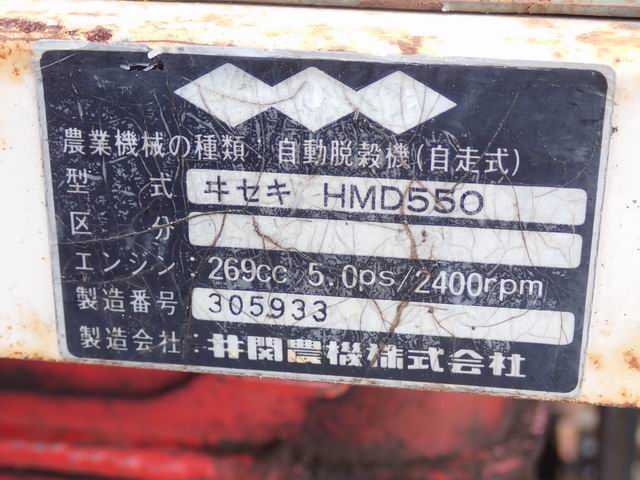 農業機械の種類：自動脱穀機(自走式)
型式 ヰセキ HMD550
区分
エンジン：269cc 5.0ps/2400rpm
製造番号 305933
製造会社：井関農機株式会社